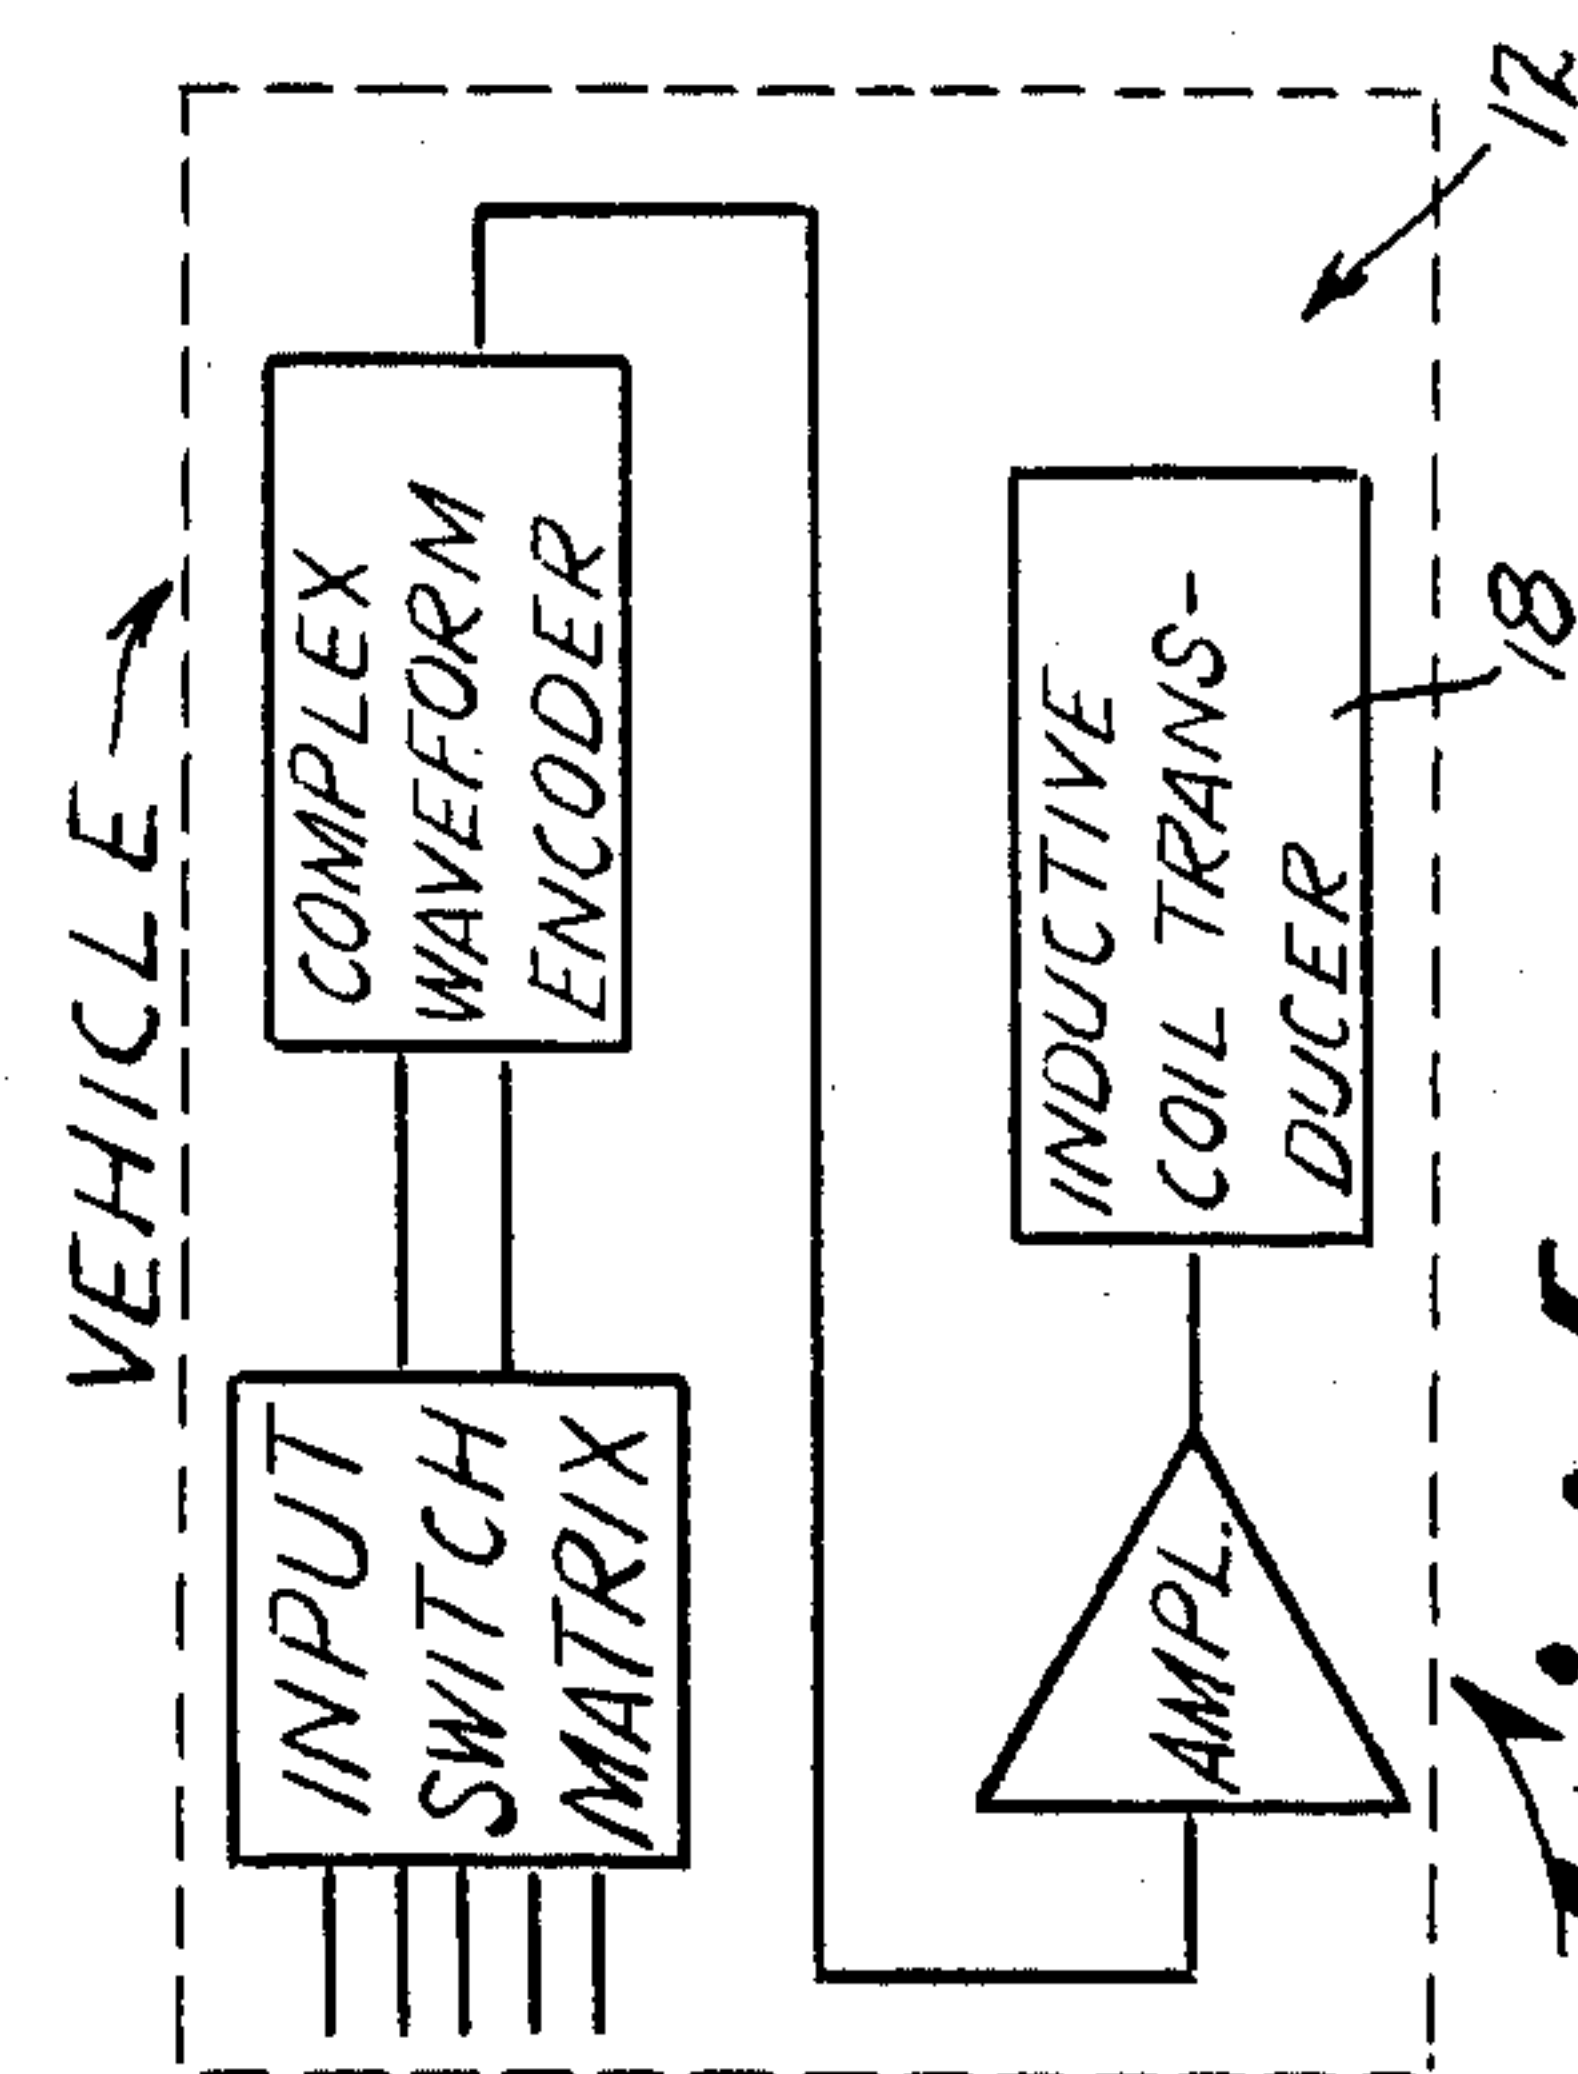 VEHICLE
INPUT
SWITCH
MATRIX
COMPLEX
WAVEFORM
ENCODER
AMPL.
INDUCTIVE
COIL TRANS-
DUCER
12
18